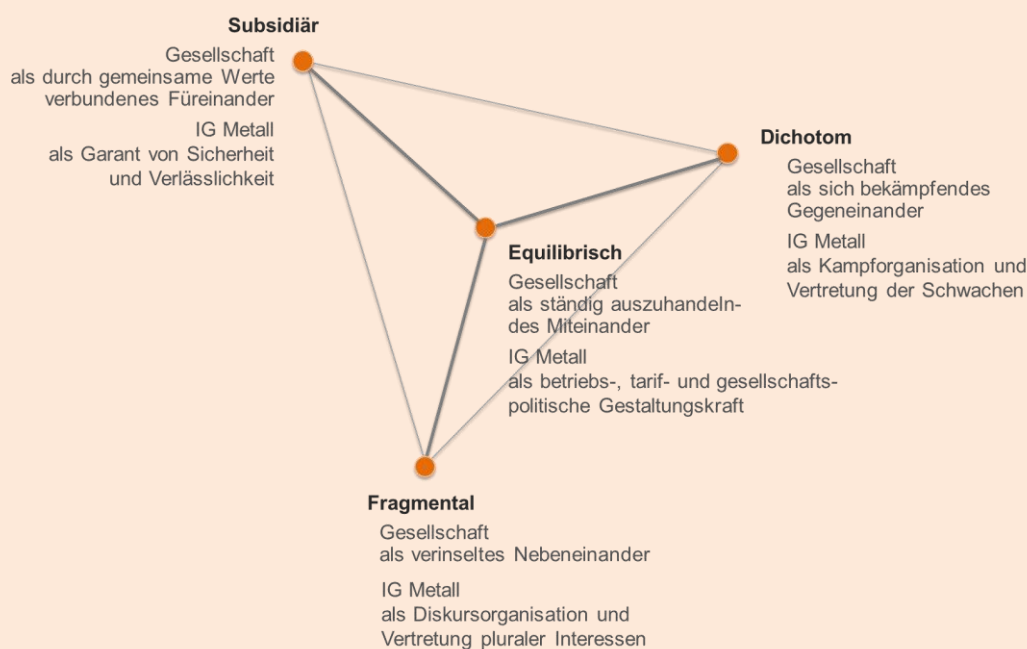 Subsidiär
Gesellschaft
als durch gemeinsame Werte
verbundenes Füreinander
IG Metall
als Garant von Sicherheit
und Verlässlichkeit
Dichotom
Gesellschaft
als sich bekämpfendes
Gegeneinander
IG Metall
als Kampforganisation und
Vertretung der Schwachen
Equilibrisch
Gesellschaft
als ständig auszuhandeln-
des Miteinander
IG Metall
als betriebs-, tarif- und gesellschafts-
politische Gestaltungskraft
Fragmental
Gesellschaft
als verinseltes Nebeneinander
IG Metall
als Diskursorganisation und
Vertretung pluraler Interessen